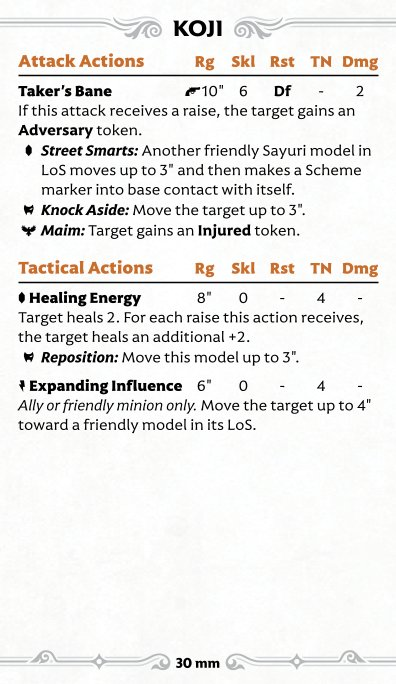 KOJI
Attack Actions Rg Skl Rst TN Dmg
Taker's Bane 10" 6 Df - 2
If this attack receives a raise, the target gains an
Adversary token.
Street Smarts: Another friendly Sayuri model in
LoS moves up to 3" and then makes a Scheme
marker into base contact with itself.
Knock Aside: Move the target up to 3".
Maim: Target gains an Injured token.
Tactical Actions Rg Skl Rst TN Dmg
Healing Energy 8" 0 - 4 -
Target heals 2. For each raise this action receives,
the target heals an additional +2.
Reposition: Move this model up to 3".
Expanding Influence 6" 0 - 4 -
Ally or friendly minion only. Move the target up to 4"
toward a friendly model in its LoS.
30 mm